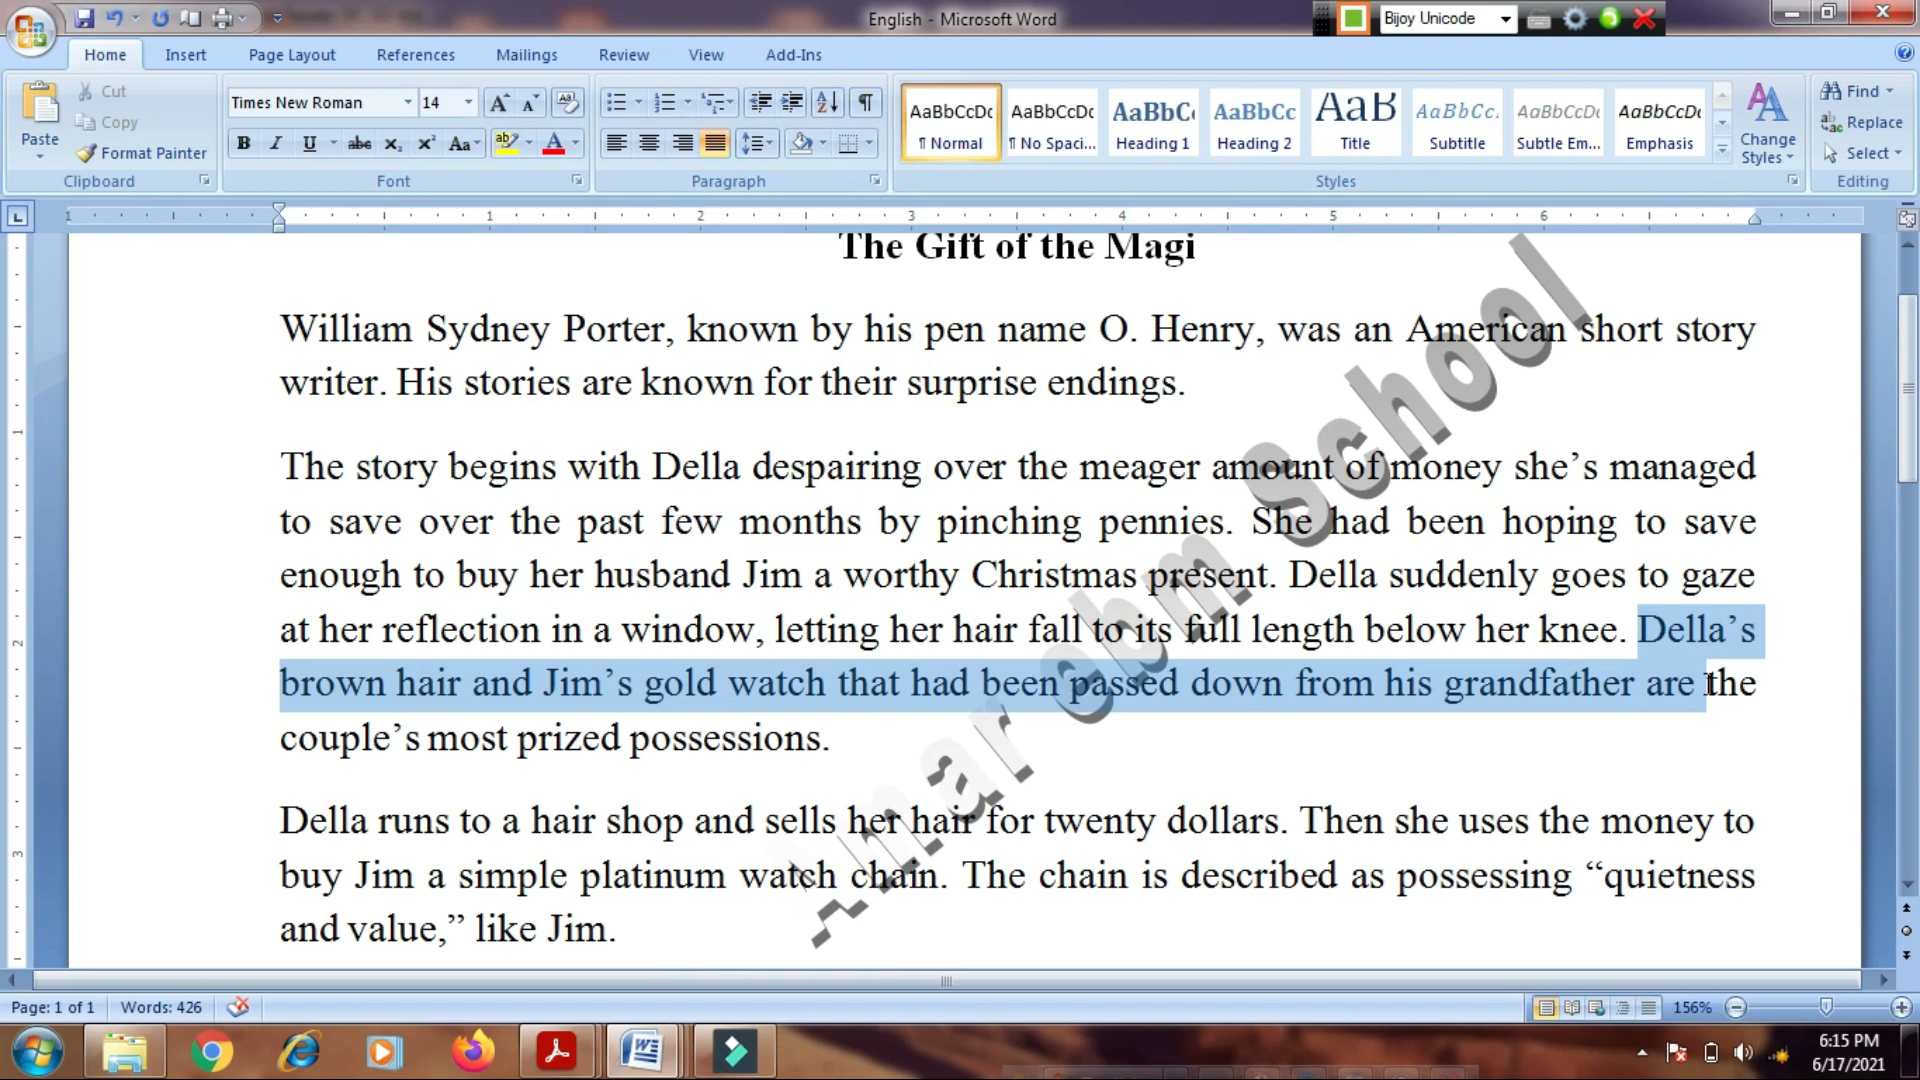 English - Microsoft Word
Bijoy Unicode
Home Insert Page Layout References Mailings Review View Add-Ins
Paste
Cut
Copy
Format Painter
Clipboard
Times New Roman 14
Font
Paragraph
AaBbCcDc AaBbCcDc AaBbC AaBbCc AaB AaBbCc. AaBbCcDc AaBbCcDc
¶ Normal ¶ No Spaci... Heading 1 Heading 2 Title Subtitle Subtle Em... Emphasis
Change
Styles
Styles
Find
Replace
Select
Editing
1 1 2 3 4 5 6
The Gift of the Magi
William Sydney Porter, known by his pen name O. Henry, was an American short story
writer. His stories are known for their surprise endings.
The story begins with Della despairing over the meager amount of money she’s managed
to save over the past few months by pinching pennies. She had been hoping to save
enough to buy her husband Jim a worthy Christmas present. Della suddenly goes to gaze
at her reflection in a window, letting her hair fall to its full length below her knee. Della’s
brown hair and Jim’s gold watch that had been passed down from his grandfather are the
couple’s most prized possessions.
Della runs to a hair shop and sells her hair for twenty dollars. Then she uses the money to
buy Jim a simple platinum watch chain. The chain is described as possessing “quietness
and value,” like Jim.
Amar ebm School
Page: 1 of 1 Words: 426
156%
6:15 PM
6/17/2021